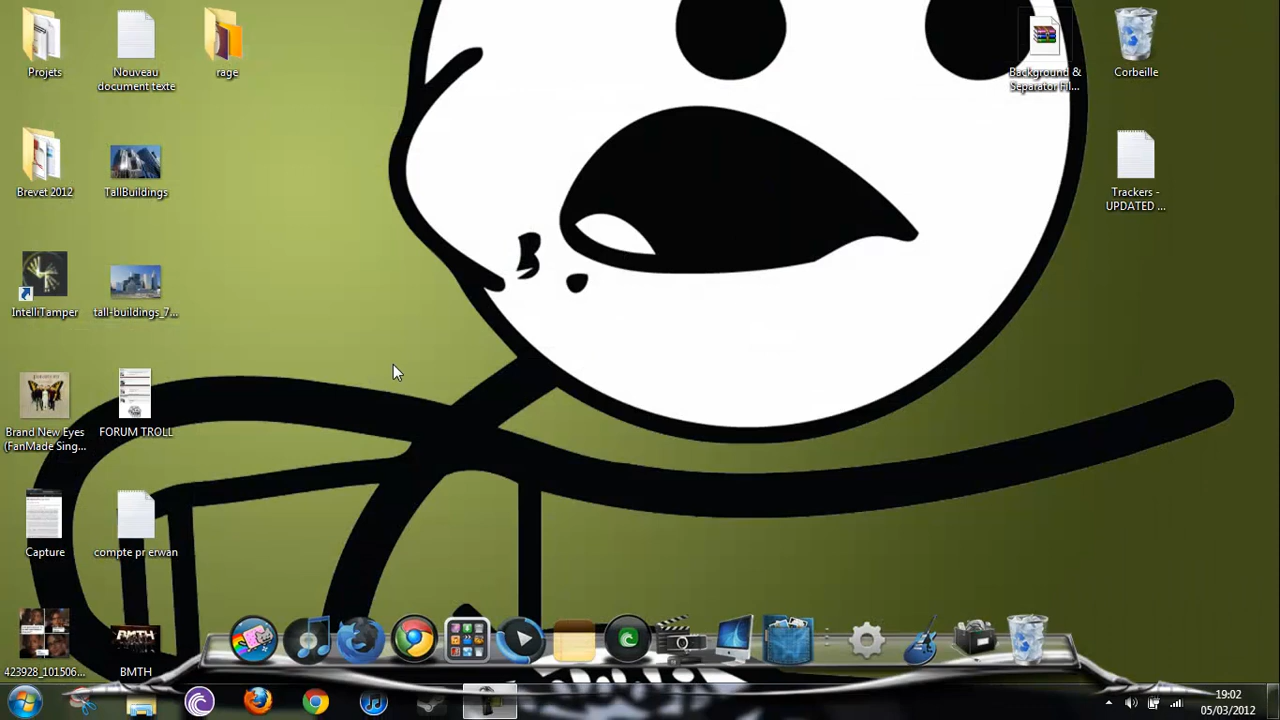 Projets
Nouveau
document texte
rage
Background &
Separator Fil...
Corbeille
Brevet 2012
TallBuildings
Trackers -
UPDATED ...
IntelliTamper
tall-buildings_7...
Brand New Eyes
(FanMade Sing...
FORUM TROLL
Capture
compte pr erwan
423928_101506...
BMTH
BMTH
19:02
05/03/2012